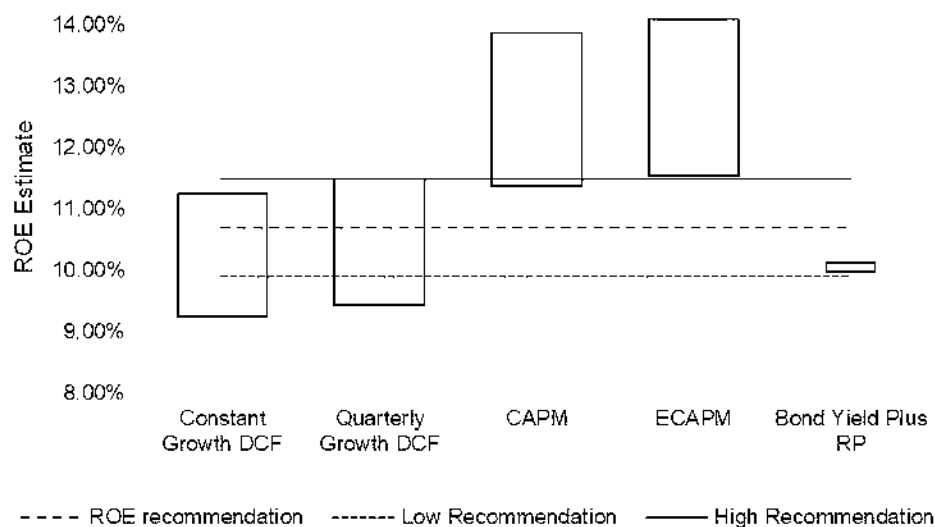 14.00%
13.00%
12.00%
11.00%
10.00%
9.00%
8.00%
ROE Estimate
Constant
Growth DCF
Quarterly
Growth DCF
CAPM
ECAPM
Bond Yield Plus
RP
ROE recommendation
Low Recommendation
High Recommendation